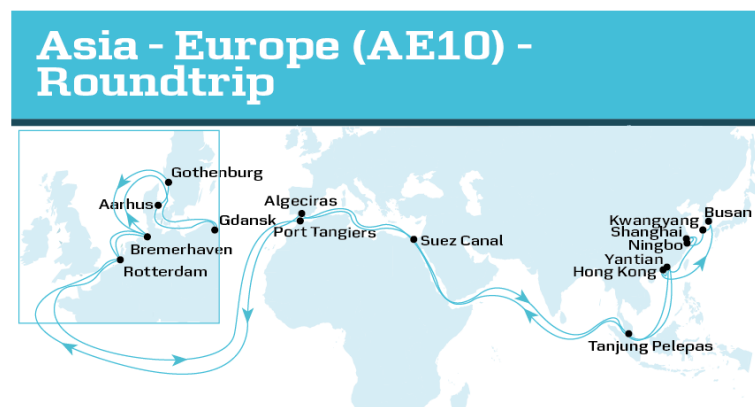 Asia - Europe (AE10) -
Roundtrip
Gothenburg
Aarhus
Gdansk
Bremerhaven
Rotterdam
Algeciras
Port Tangiers
Suez Canal
Busan
Kwangyang
Shanghai
Ningbo
Yantian
Hong Kong
Tanjung Pelepas